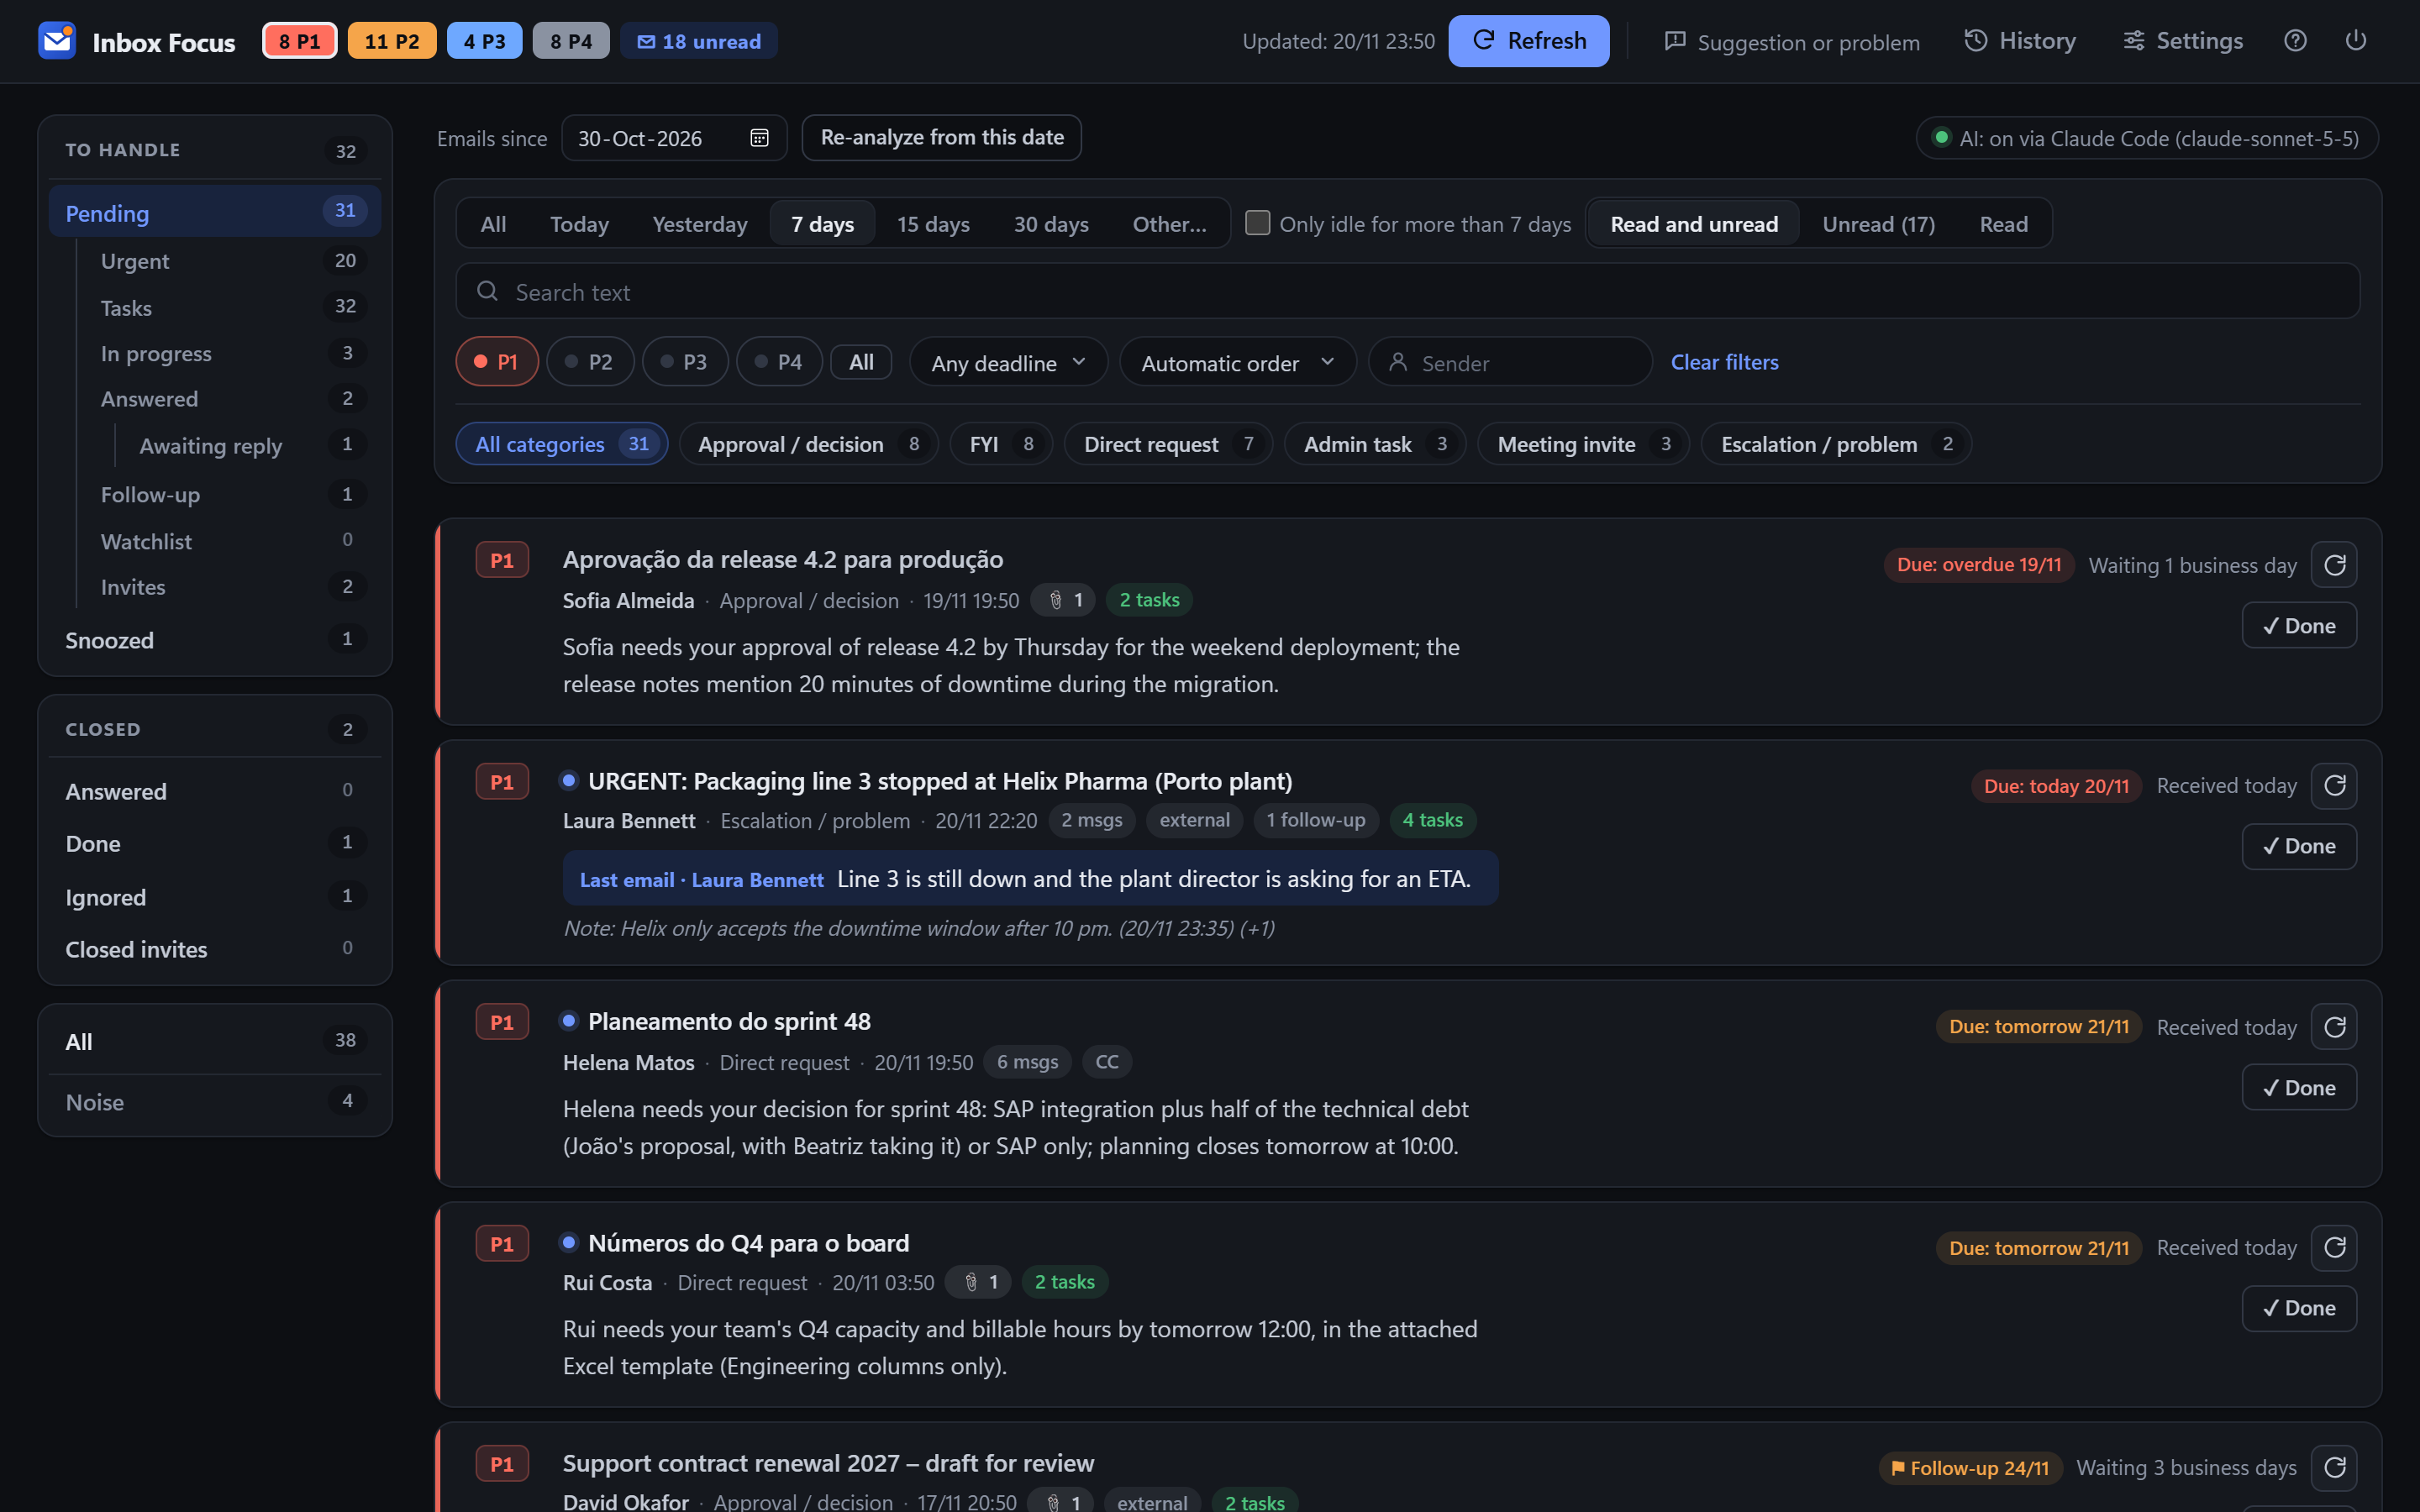 Inbox Focus 8 P1 11 P2 4 P3 8 P4 18 unread Updated: 20/11 23:50 Refresh Suggestion or problem History Settings
TO HANDLE 32
Pending 31
Urgent 20
Tasks 32
In progress 3
Answered 2
Awaiting reply 1
Follow-up 1
Watchlist 0
Invites 2
Snoozed 1
CLOSED 2
Answered 0
Done 1
Ignored 1
Closed invites 0
All 38
Noise 4
Emails since 30-Oct-2026 Re-analyze from this date AI: on via Claude Code (claude-sonnet-5-5)
All Today Yesterday 7 days 15 days 30 days Other... Only idle for more than 7 days Read and unread Unread (17) Read
Search text
P1 P2 P3 P4 All Any deadline Automatic order Sender Clear filters
All categories 31 Approval / decision 8 FYI 8 Direct request 7 Admin task 3 Meeting invite 3 Escalation / problem 2
P1 Aprovação da release 4.2 para produção Due: overdue 19/11 Waiting 1 business day
Sofia Almeida · Approval / decision · 19/11 19:50 1 2 tasks
✓ Done
Sofia needs your approval of release 4.2 by Thursday for the weekend deployment; the
release notes mention 20 minutes of downtime during the migration.
P1 URGENT: Packaging line 3 stopped at Helix Pharma (Porto plant) Due: today 20/11 Received today
Laura Bennett · Escalation / problem · 20/11 22:20 2 msgs external 1 follow-up 4 tasks
✓ Done
Last email · Laura Bennett Line 3 is still down and the plant director is asking for an ETA.
Note: Helix only accepts the downtime window after 10 pm. (20/11 23:35) (+1)
P1 Planeamento do sprint 48 Due: tomorrow 21/11 Received today
Helena Matos · Direct request · 20/11 19:50 6 msgs CC
✓ Done
Helena needs your decision for sprint 48: SAP integration plus half of the technical debt
(João's proposal, with Beatriz taking it) or SAP only; planning closes tomorrow at 10:00.
P1 Números do Q4 para o board Due: tomorrow 21/11 Received today
Rui Costa · Direct request · 20/11 03:50 1 2 tasks
✓ Done
Rui needs your team's Q4 capacity and billable hours by tomorrow 12:00, in the attached
Excel template (Engineering columns only).
P1 Support contract renewal 2027 – draft for review Follow-up 24/11 Waiting 3 business days
David Okafor · Approval / decision · 17/11 20:50 1 external 2 tasks